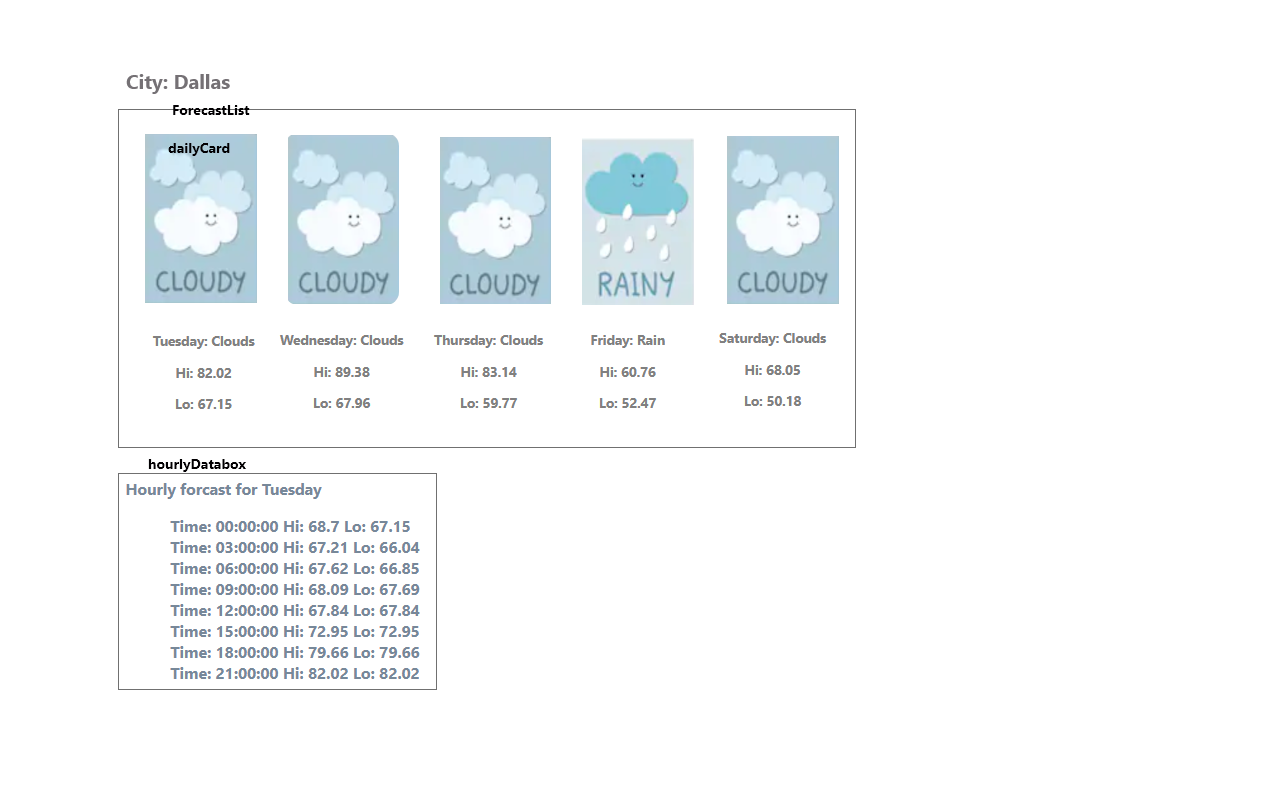 City: Dallas
ForecastList
dailyCard
CLOUDY CLOUDY CLOUDY RAINY CLOUDY
Tuesday: Clouds Wednesday: Clouds Thursday: Clouds Friday: Rain Saturday: Clouds
Hi: 82.02 Hi: 89.38 Hi: 83.14 Hi: 60.76 Hi: 68.05
Lo: 67.15 Lo: 67.96 Lo: 59.77 Lo: 52.47 Lo: 50.18
hourlyDatabox
Hourly forcast for Tuesday
Time: 00:00:00 Hi: 68.7 Lo: 67.15
Time: 03:00:00 Hi: 67.21 Lo: 66.04
Time: 06:00:00 Hi: 67.62 Lo: 66.85
Time: 09:00:00 Hi: 68.09 Lo: 67.69
Time: 12:00:00 Hi: 67.84 Lo: 67.84
Time: 15:00:00 Hi: 72.95 Lo: 72.95
Time: 18:00:00 Hi: 79.66 Lo: 79.66
Time: 21:00:00 Hi: 82.02 Lo: 82.02